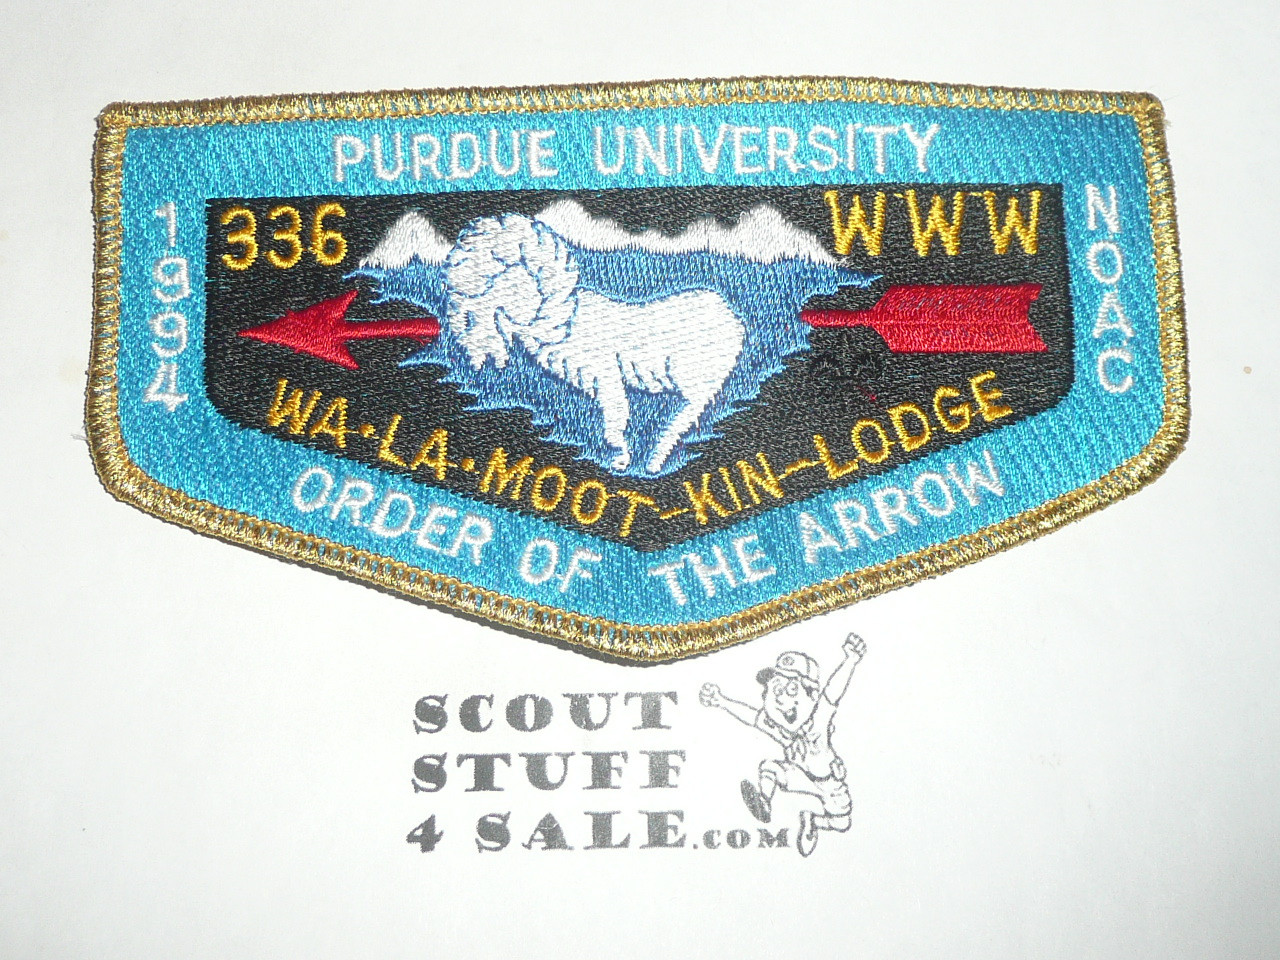 PURDUE UNIVERSITY
1994
336
WWW
NOAC
WA·LA·MOOT-KIN-LODGE
ORDER OF THE ARROW
SCOUT
STUFF
4 SALE.COM